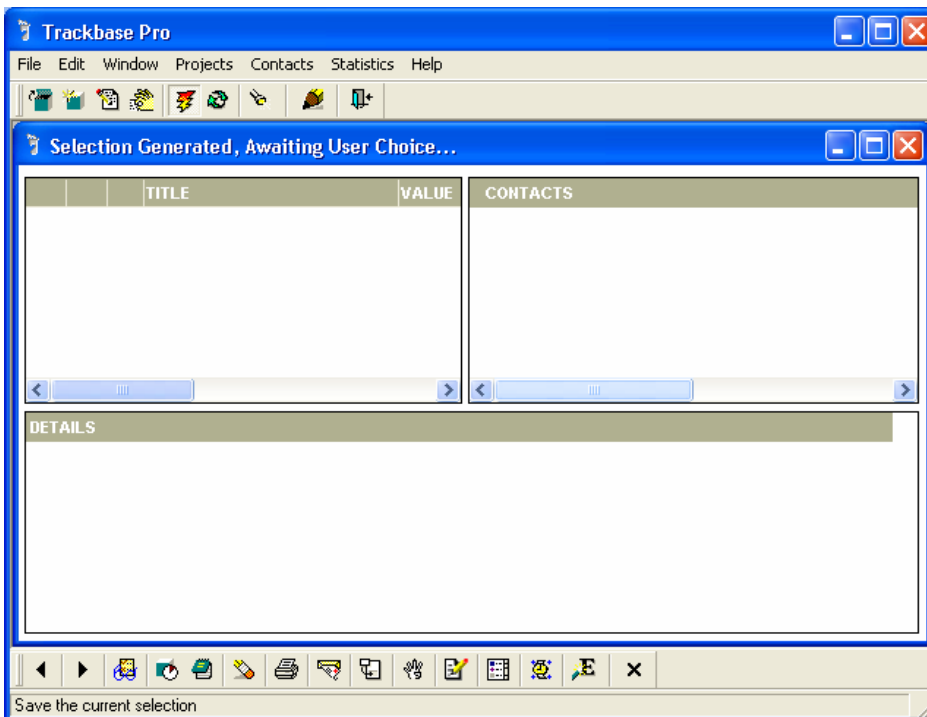 Trackbase Pro
File Edit Window Projects Contacts Statistics Help
Selection Generated, Awaiting User Choice...
TITLE VALUE CONTACTS
DETAILS
Save the current selection